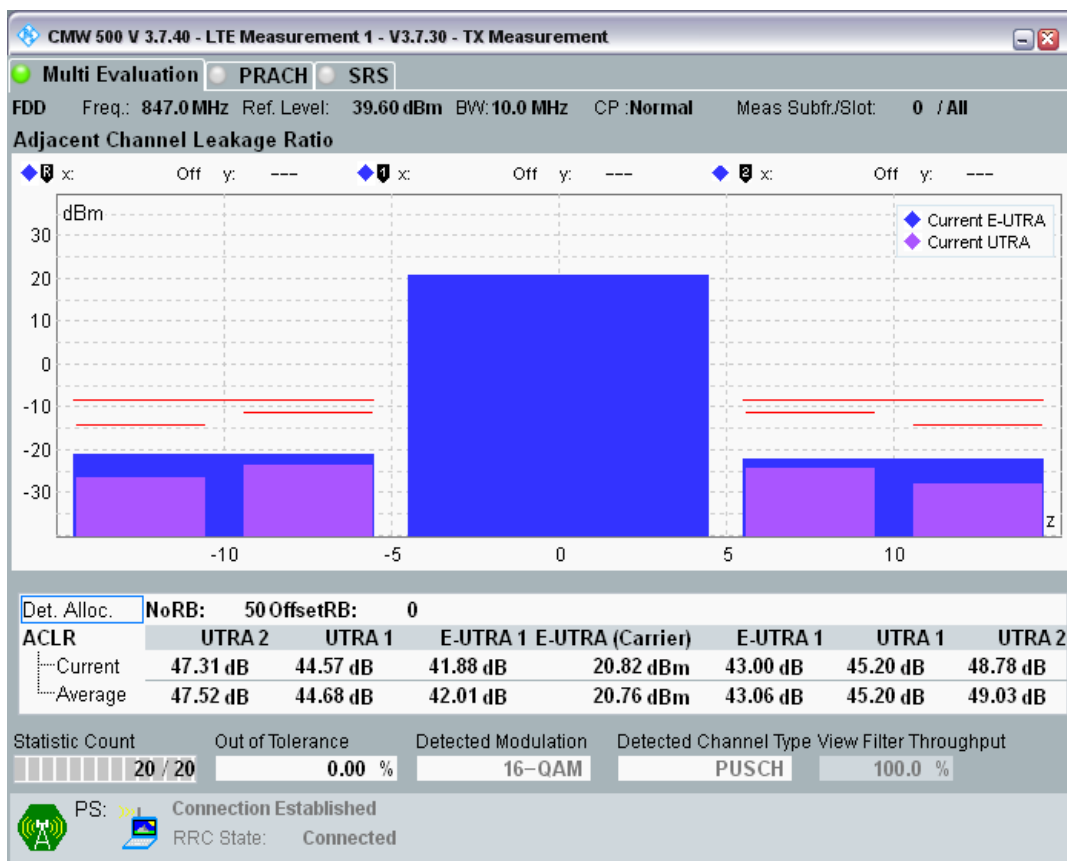 CMW 500 V 3.7.40 - LTE Measurement 1 - V3.7.30 - TX Measurement
Multi Evaluation PRACH SRS
FDD Freq.: 847.0 MHz Ref. Level: 39.60 dBm BW: 10.0 MHz CP :Normal Meas Subfr./Slot: 0 / All
Adjacent Channel Leakage Ratio
R x: Off y: --- 1 x: Off y: --- 2 x: Off y: ---
dBm
Current E-UTRA
Current UTRA
30
20
10
0
-10
-20
-30
z
-10 -5 0 5 10
Det. Alloc. NoRB: 50 OffsetRB: 0
ACLR UTRA 2 UTRA 1 E-UTRA 1 E-UTRA (Carrier) E-UTRA 1 UTRA 1 UTRA 2
Current 47.31 dB 44.57 dB 41.88 dB 20.82 dBm 43.00 dB 45.20 dB 48.78 dB
Average 47.52 dB 44.68 dB 42.01 dB 20.76 dBm 43.06 dB 45.20 dB 49.03 dB
Statistic Count Out of Tolerance Detected Modulation Detected Channel Type View Filter Throughput
20 / 20 0.00 % 16-QAM PUSCH 100.0 %
PS: Connection Established
RRC State: Connected